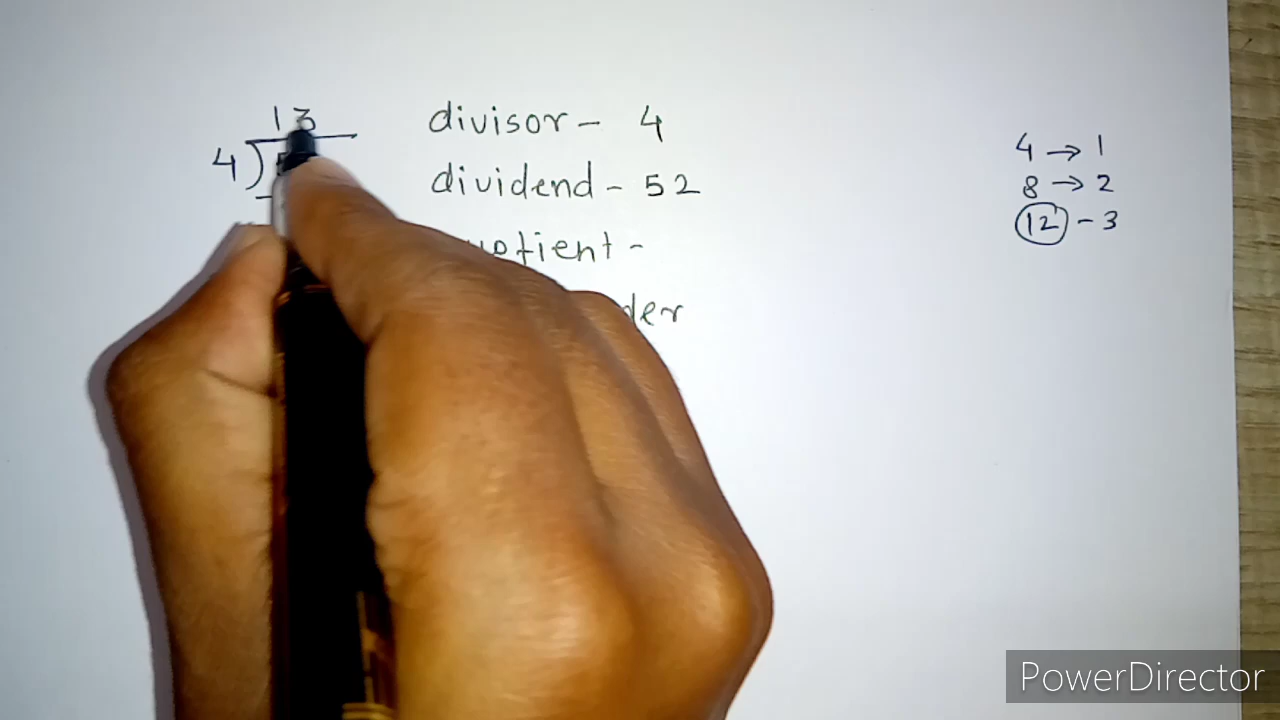 13
4
divisor - 4
dividend - 52
4 → 1
8 → 2
12 - 3
PowerDirector